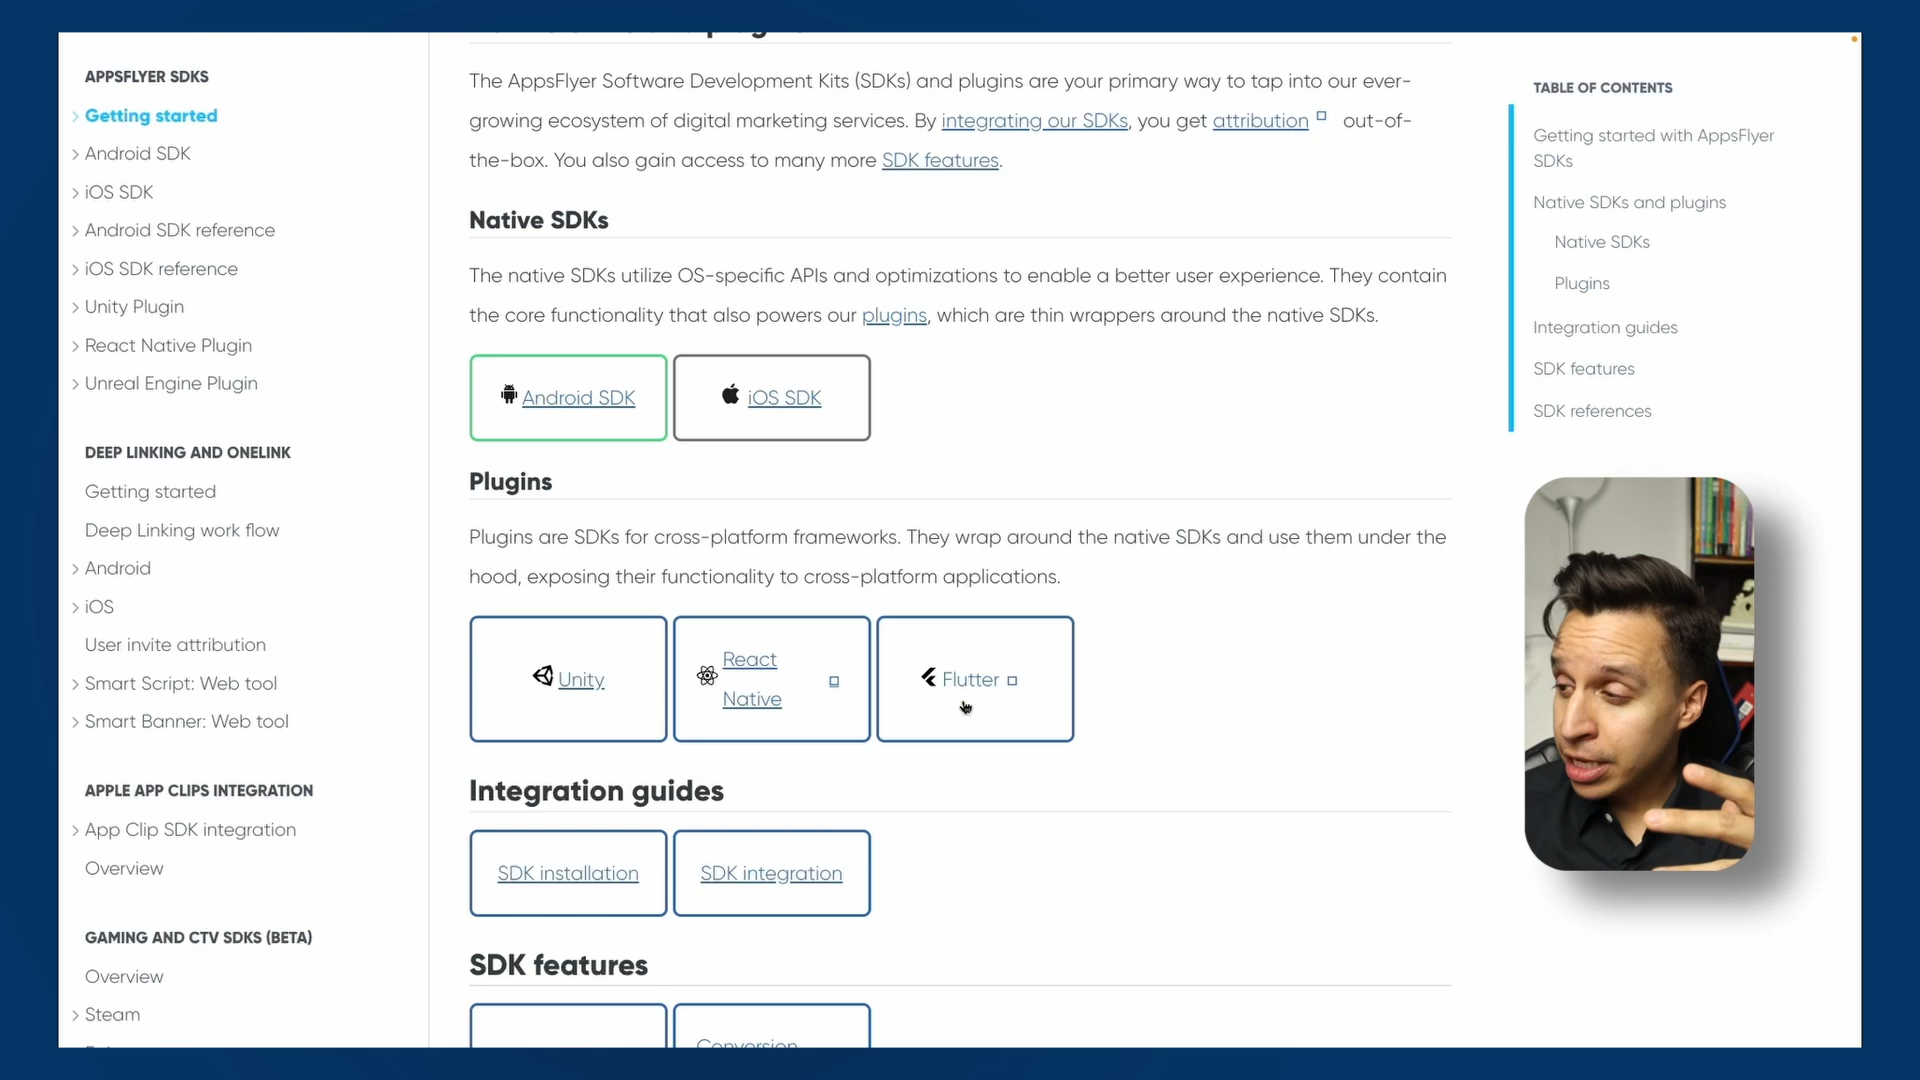 APPSFLYER SDKS
Getting started
Android SDK
iOS SDK
Android SDK reference
iOS SDK reference
Unity Plugin
React Native Plugin
Unreal Engine Plugin
DEEP LINKING AND ONELINK
Getting started
Deep Linking work flow
Android
iOS
User invite attribution
Smart Script: Web tool
Smart Banner: Web tool
APPLE APP CLIPS INTEGRATION
App Clip SDK integration
Overview
GAMING AND CTV SDKS (BETA)
Overview
Steam
The AppsFlyer Software Development Kits (SDKs) and plugins are your primary way to tap into our ever-
growing ecosystem of digital marketing services. By integrating our SDKs, you get attribution out-of-
the-box. You also gain access to many more SDK features.
Native SDKs
The native SDKs utilize OS-specific APIs and optimizations to enable a better user experience. They contain
the core functionality that also powers our plugins, which are thin wrappers around the native SDKs.
Android SDK
iOS SDK
Plugins
Plugins are SDKs for cross-platform frameworks. They wrap around the native SDKs and use them under the
hood, exposing their functionality to cross-platform applications.
Unity
React
Native
Flutter
Integration guides
SDK installation
SDK integration
SDK features
Conversion
TABLE OF CONTENTS
Getting started with AppsFlyer
SDKs
Native SDKs and plugins
Native SDKs
Plugins
Integration guides
SDK features
SDK references